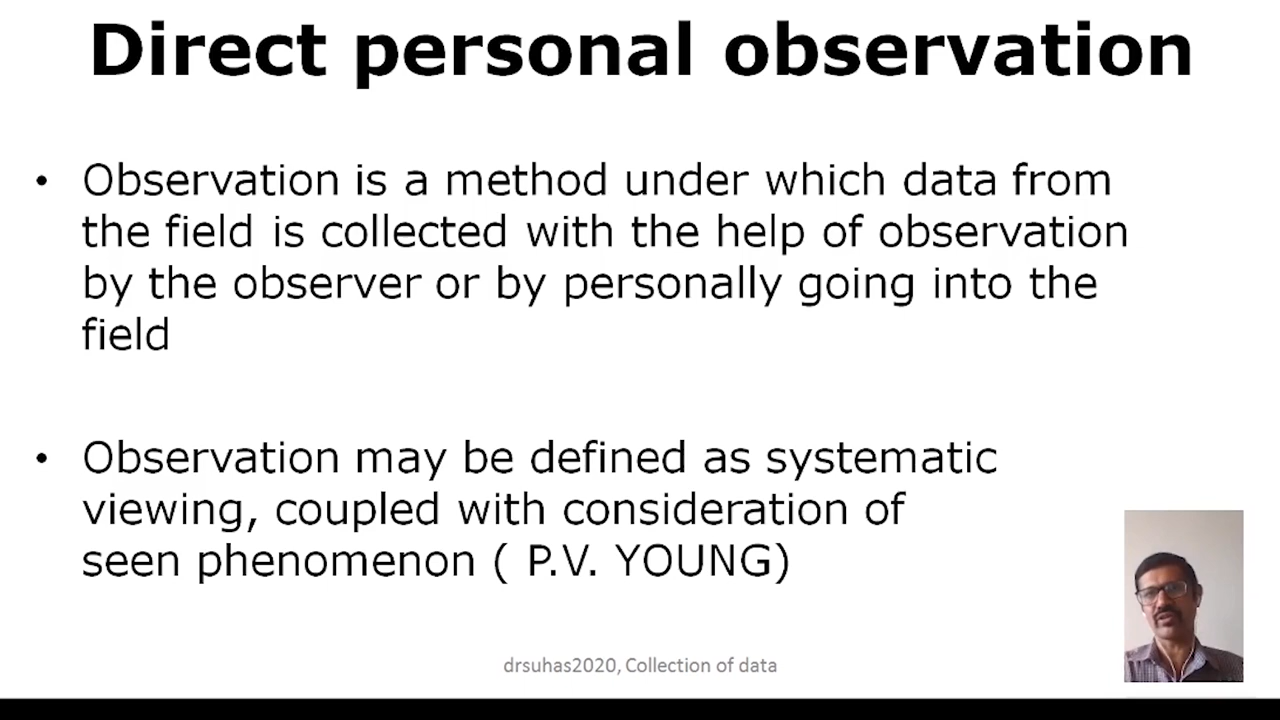 Direct personal observation
• Observation is a method under which data from
the field is collected with the help of observation
by the observer or by personally going into the
field
• Observation may be defined as systematic
viewing, coupled with consideration of
seen phenomenon ( P.V. YOUNG)
drsuhas2020, Collection of data